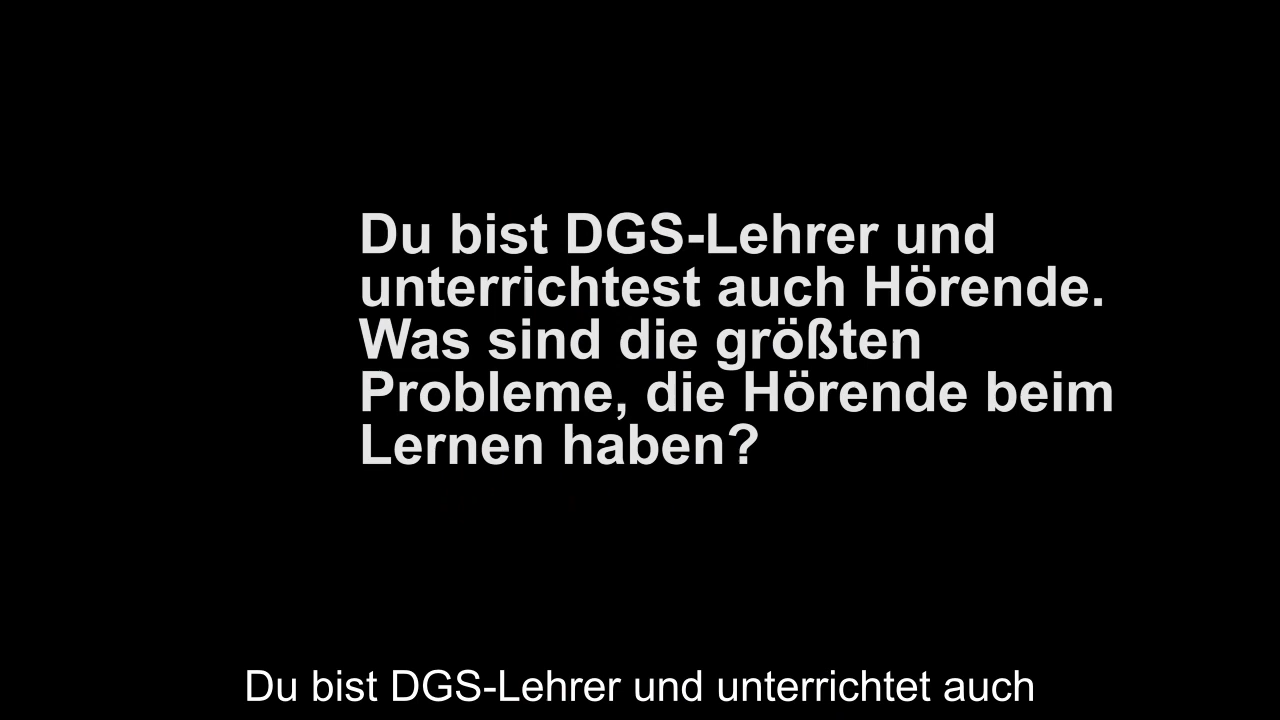 Du bist DGS-Lehrer und
unterrichtest auch Hörende.
Was sind die größten
Probleme, die Hörende beim
Lernen haben?
Du bist DGS-Lehrer und unterrichtet auch